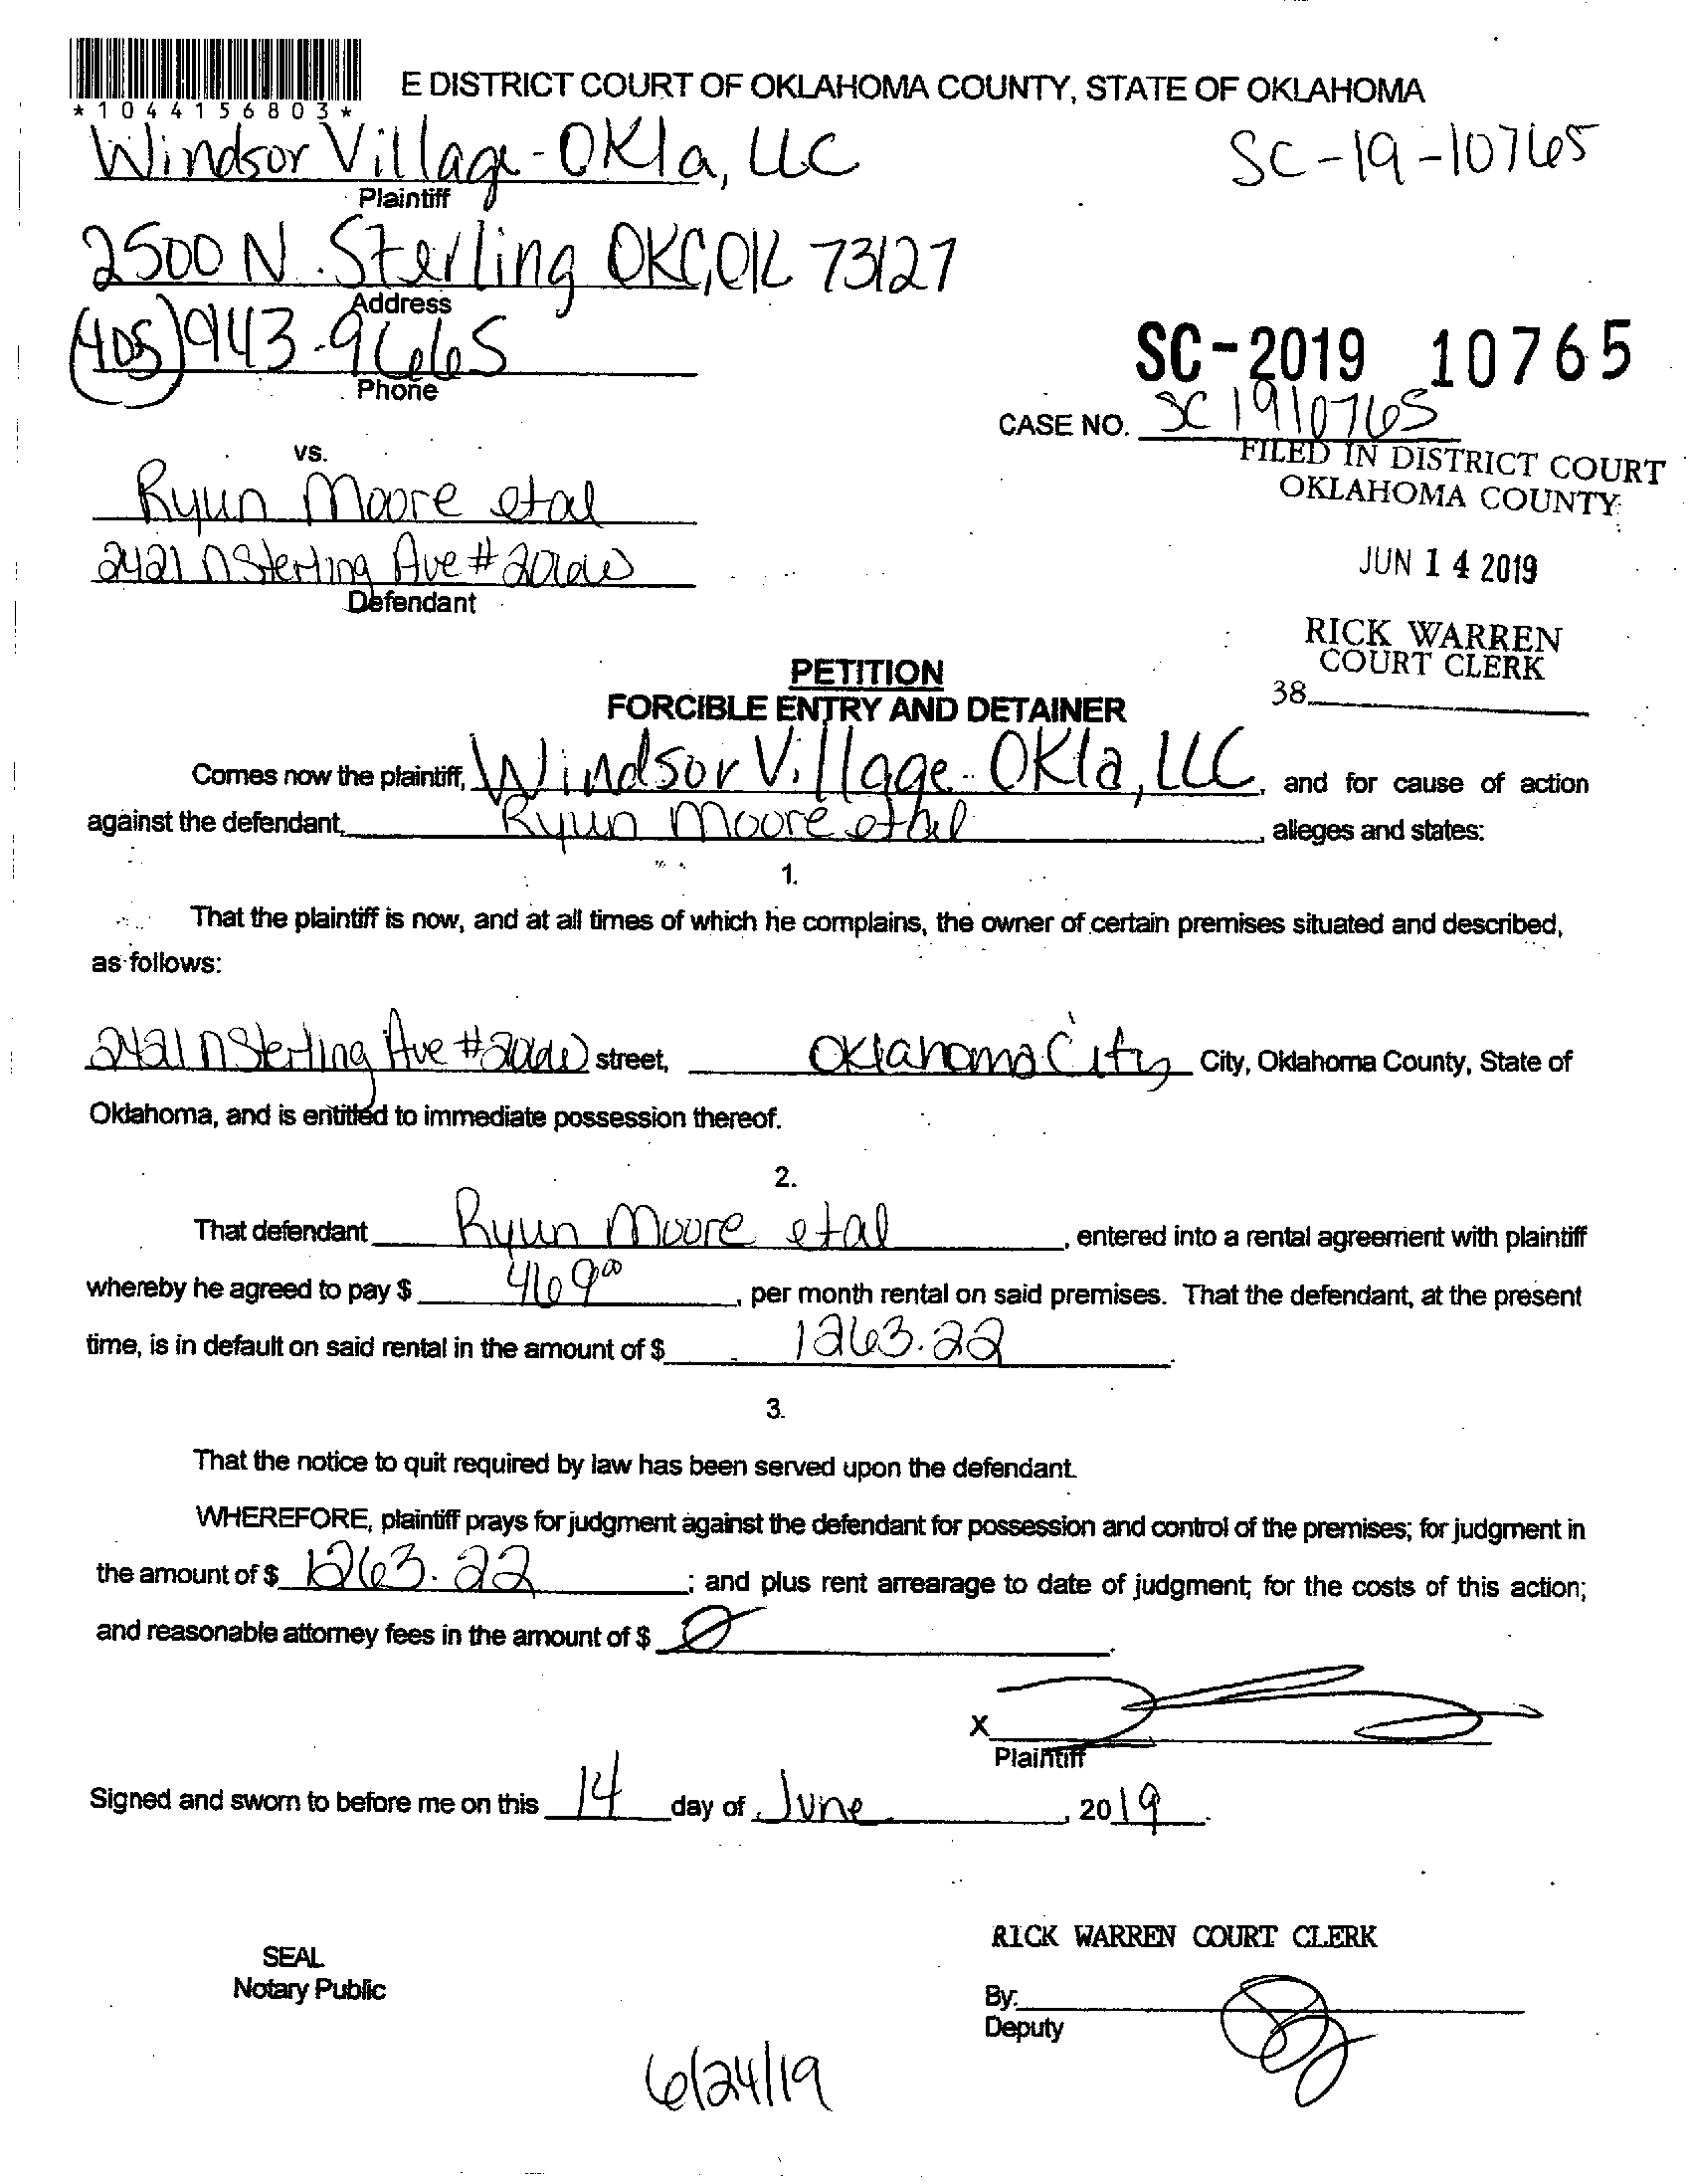 *1044156803*
E DISTRICT COURT OF OKLAHOMA COUNTY, STATE OF OKLAHOMA
Windsor Village-Okla, LLC
SC-19-10765
Plaintiff
2500 N. Sterling OKC, OK 73127
Address
(405) 943-9665
Phone
SC-2019 10765
CASE NO. SC1910765
FILED IN DISTRICT COURT
OKLAHOMA COUNTY
vs.
Ryun Moore etal
2421 N Sterling Ave #
Defendant
JUN 14 2019
RICK WARREN
COURT CLERK
38
PETITION
FORCIBLE ENTRY AND DETAINER
Comes now the plaintiff, Windsor Village-Okla, LLC, and for cause of action
against the defendant, Ryun Moore etal, alleges and states:
1.
That the plaintiff is now, and at all times of which he complains, the owner of certain premises situated and described,
as follows:
2421 N Sterling Ave # street, Oklahoma City City, Oklahoma County, State of
Oklahoma, and is entitled to immediate possession thereof.
2.
That defendant Ryun Moore etal, entered into a rental agreement with plaintiff
whereby he agreed to pay $ 469.00, per month rental on said premises. That the defendant, at the present
time, is in default on said rental in the amount of $ 1263.22.
3.
That the notice to quit required by law has been served upon the defendant.
WHEREFORE, plaintiff prays for judgment against the defendant for possession and control of the premises; for judgment in
the amount of $ 1263.22; and plus rent arrearage to date of judgment; for the costs of this action;
and reasonable attorney fees in the amount of $ 0.
X
Plaintiff
Signed and sworn to before me on this 14 day of June, 2019.
RICK WARREN COURT CLERK
SEAL
Notary Public
By:
Deputy
6/24/19